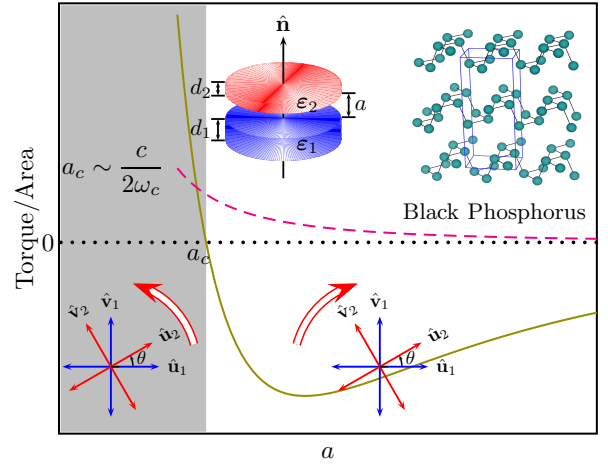 n̂
d₂
a
ε₂
d₁
ε₁
a_c ∼ c / 2ω_c
Black Phosphorus
Torque/Area
0
a_c
v̂₂ v̂₁
û₂
θ
û₁
v̂₂ v̂₁
û₂
θ
û₁
a